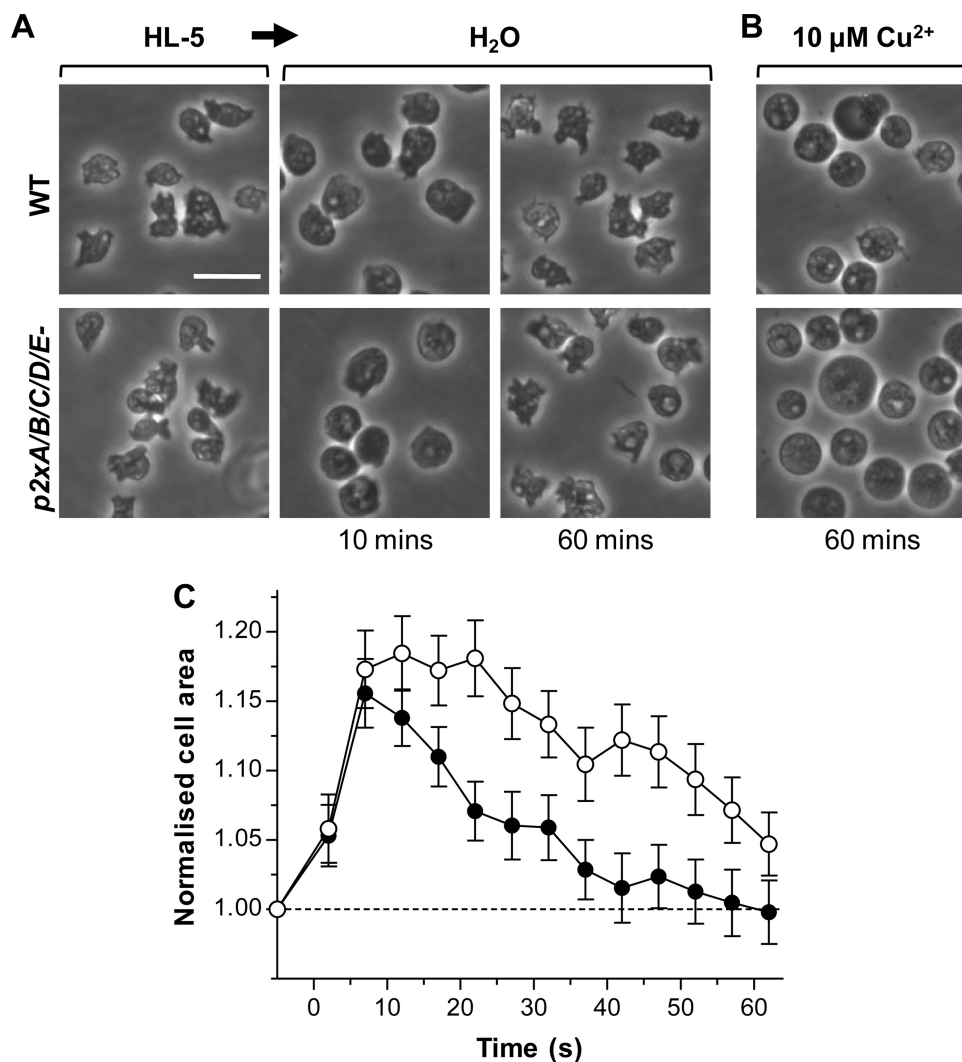 A
HL-5
H₂O
B
10 µM Cu²⁺
WT
p2xA/B/C/D/E-
10 mins
60 mins
60 mins
C
Normalised cell area
1.20
1.15
1.10
1.05
1.00
0 10 20 30 40 50 60
Time (s)